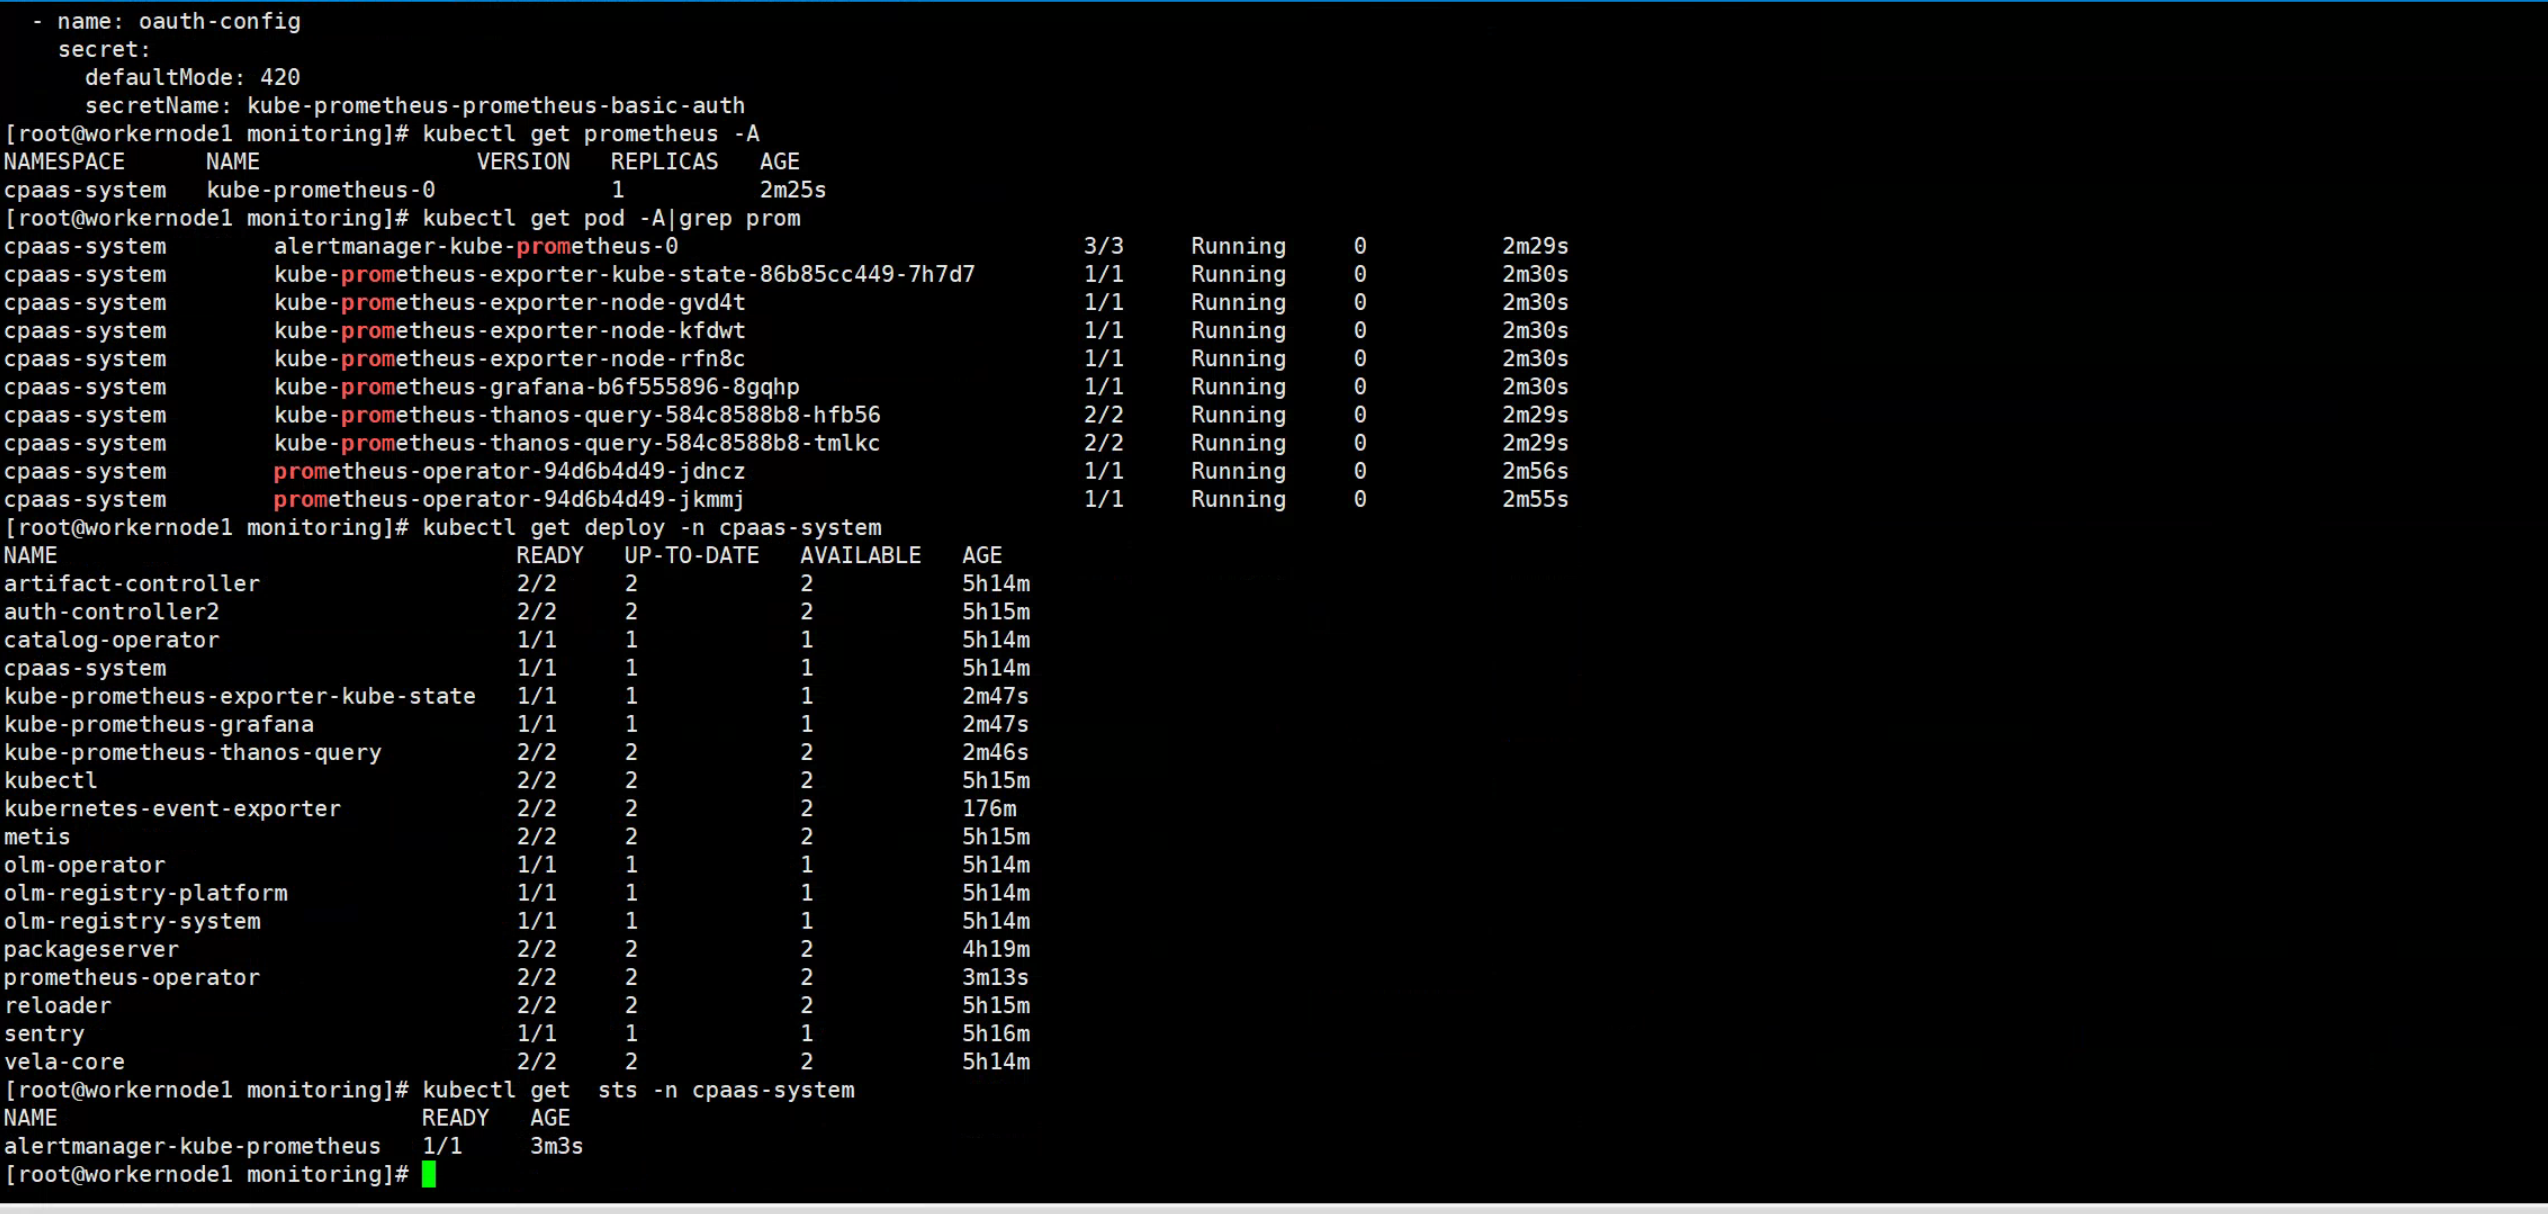 - name: oauth-config
    secret:
      defaultMode: 420
      secretName: kube-prometheus-prometheus-basic-auth
[root@workernode1 monitoring]# kubectl get prometheus -A
NAMESPACE      NAME                VERSION   REPLICAS   AGE
cpaas-system   kube-prometheus-0             1          2m25s
[root@workernode1 monitoring]# kubectl get pod -A|grep prom
cpaas-system        alertmanager-kube-prometheus-0                              3/3     Running     0          2m29s
cpaas-system        kube-prometheus-exporter-kube-state-86b85cc449-7h7d7        1/1     Running     0          2m30s
cpaas-system        kube-prometheus-exporter-node-gvd4t                         1/1     Running     0          2m30s
cpaas-system        kube-prometheus-exporter-node-kfdwt                         1/1     Running     0          2m30s
cpaas-system        kube-prometheus-exporter-node-rfn8c                         1/1     Running     0          2m30s
cpaas-system        kube-prometheus-grafana-b6f555896-8gqhp                     1/1     Running     0          2m30s
cpaas-system        kube-prometheus-thanos-query-584c8588b8-hfb56               2/2     Running     0          2m29s
cpaas-system        kube-prometheus-thanos-query-584c8588b8-tmlkc               2/2     Running     0          2m29s
cpaas-system        prometheus-operator-94d6b4d49-jdncz                         1/1     Running     0          2m56s
cpaas-system        prometheus-operator-94d6b4d49-jkmmj                         1/1     Running     0          2m55s
[root@workernode1 monitoring]# kubectl get deploy -n cpaas-system
NAME                                  READY   UP-TO-DATE   AVAILABLE   AGE
artifact-controller                   2/2     2            2           5h14m
auth-controller2                      2/2     2            2           5h15m
catalog-operator                      1/1     1            1           5h14m
cpaas-system                          1/1     1            1           5h14m
kube-prometheus-exporter-kube-state   1/1     1            1           2m47s
kube-prometheus-grafana               1/1     1            1           2m47s
kube-prometheus-thanos-query          2/2     2            2           2m46s
kubectl                               2/2     2            2           5h15m
kubernetes-event-exporter             2/2     2            2           176m
metis                                 2/2     2            2           5h15m
olm-operator                          1/1     1            1           5h14m
olm-registry-platform                 1/1     1            1           5h14m
olm-registry-system                   1/1     1            1           5h14m
packageserver                         2/2     2            2           4h19m
prometheus-operator                   2/2     2            2           3m13s
reloader                              2/2     2            2           5h15m
sentry                                1/1     1            1           5h16m
vela-core                             2/2     2            2           5h14m
[root@workernode1 monitoring]# kubectl get  sts -n cpaas-system
NAME                           READY   AGE
alertmanager-kube-prometheus   1/1     3m3s
[root@workernode1 monitoring]#